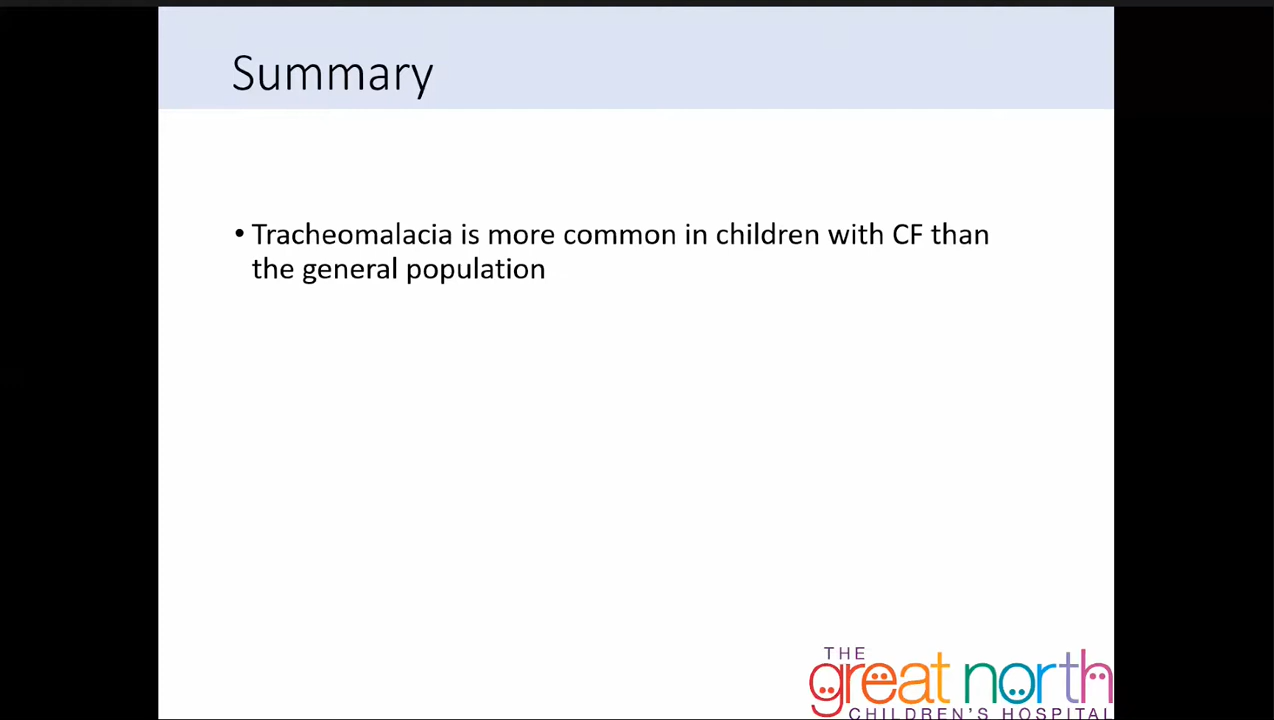 Summary
• Tracheomalacia is more common in children with CF than
the general population
THE
great north
CHILDREN'S HOSPITAL